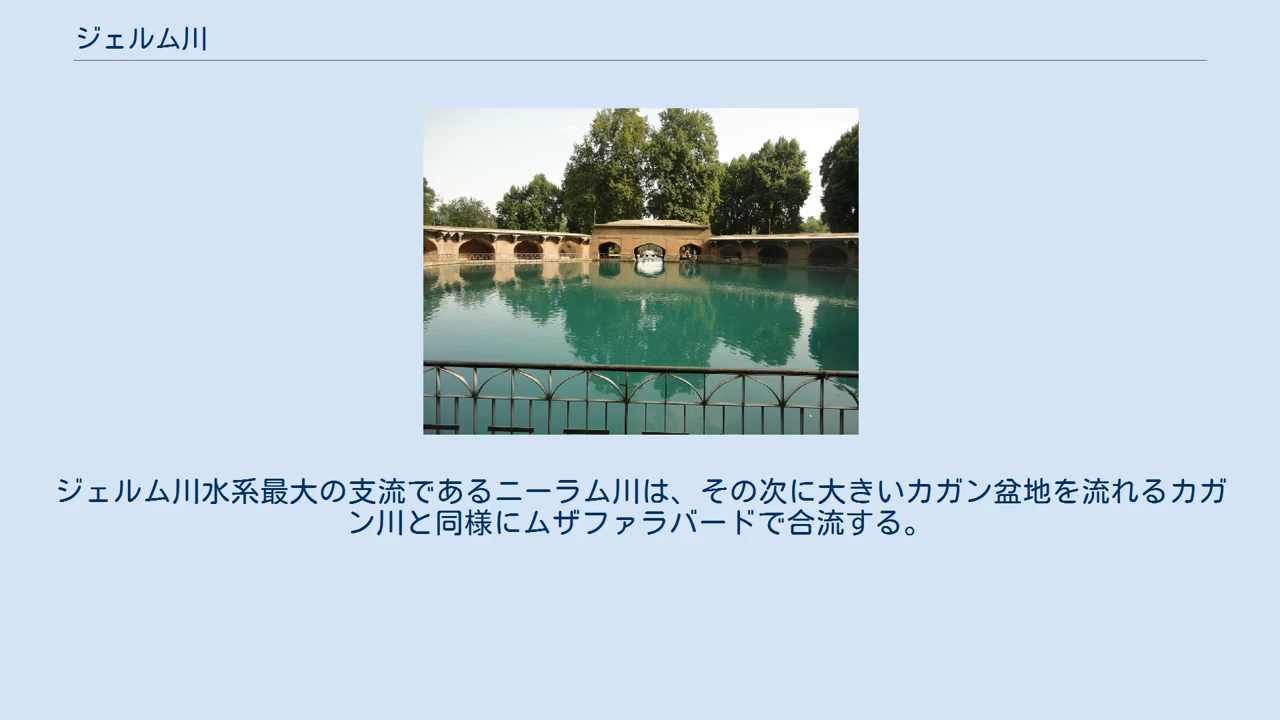 ジェルム川
ジェルム川水系最大の支流であるニーラム川は、その次に大きいカガン盆地を流れるカガ
ン川と同様にムザファラバードで合流する。